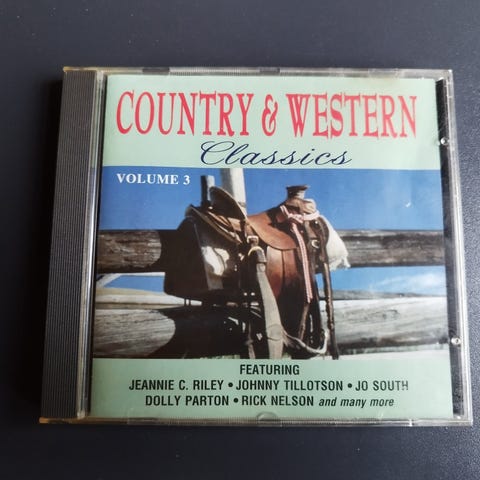 COUNTRY & WESTERN
Classics
VOLUME 3
FEATURING
JEANNIE C. RILEY • JOHNNY TILLOTSON • JO SOUTH
DOLLY PARTON • RICK NELSON and many more